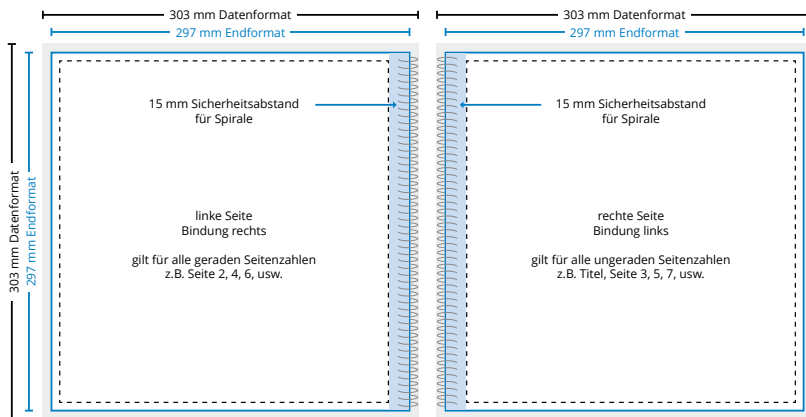 303 mm Datenformat
297 mm Endformat
303 mm Datenformat
297 mm Endformat
15 mm Sicherheitsabstand
für Spirale
linke Seite
Bindung rechts
gilt für alle geraden Seitenzahlen
z.B. Seite 2, 4, 6, usw.
303 mm Datenformat
297 mm Endformat
15 mm Sicherheitsabstand
für Spirale
rechte Seite
Bindung links
gilt für alle ungeraden Seitenzahlen
z.B. Titel, Seite 3, 5, 7, usw.